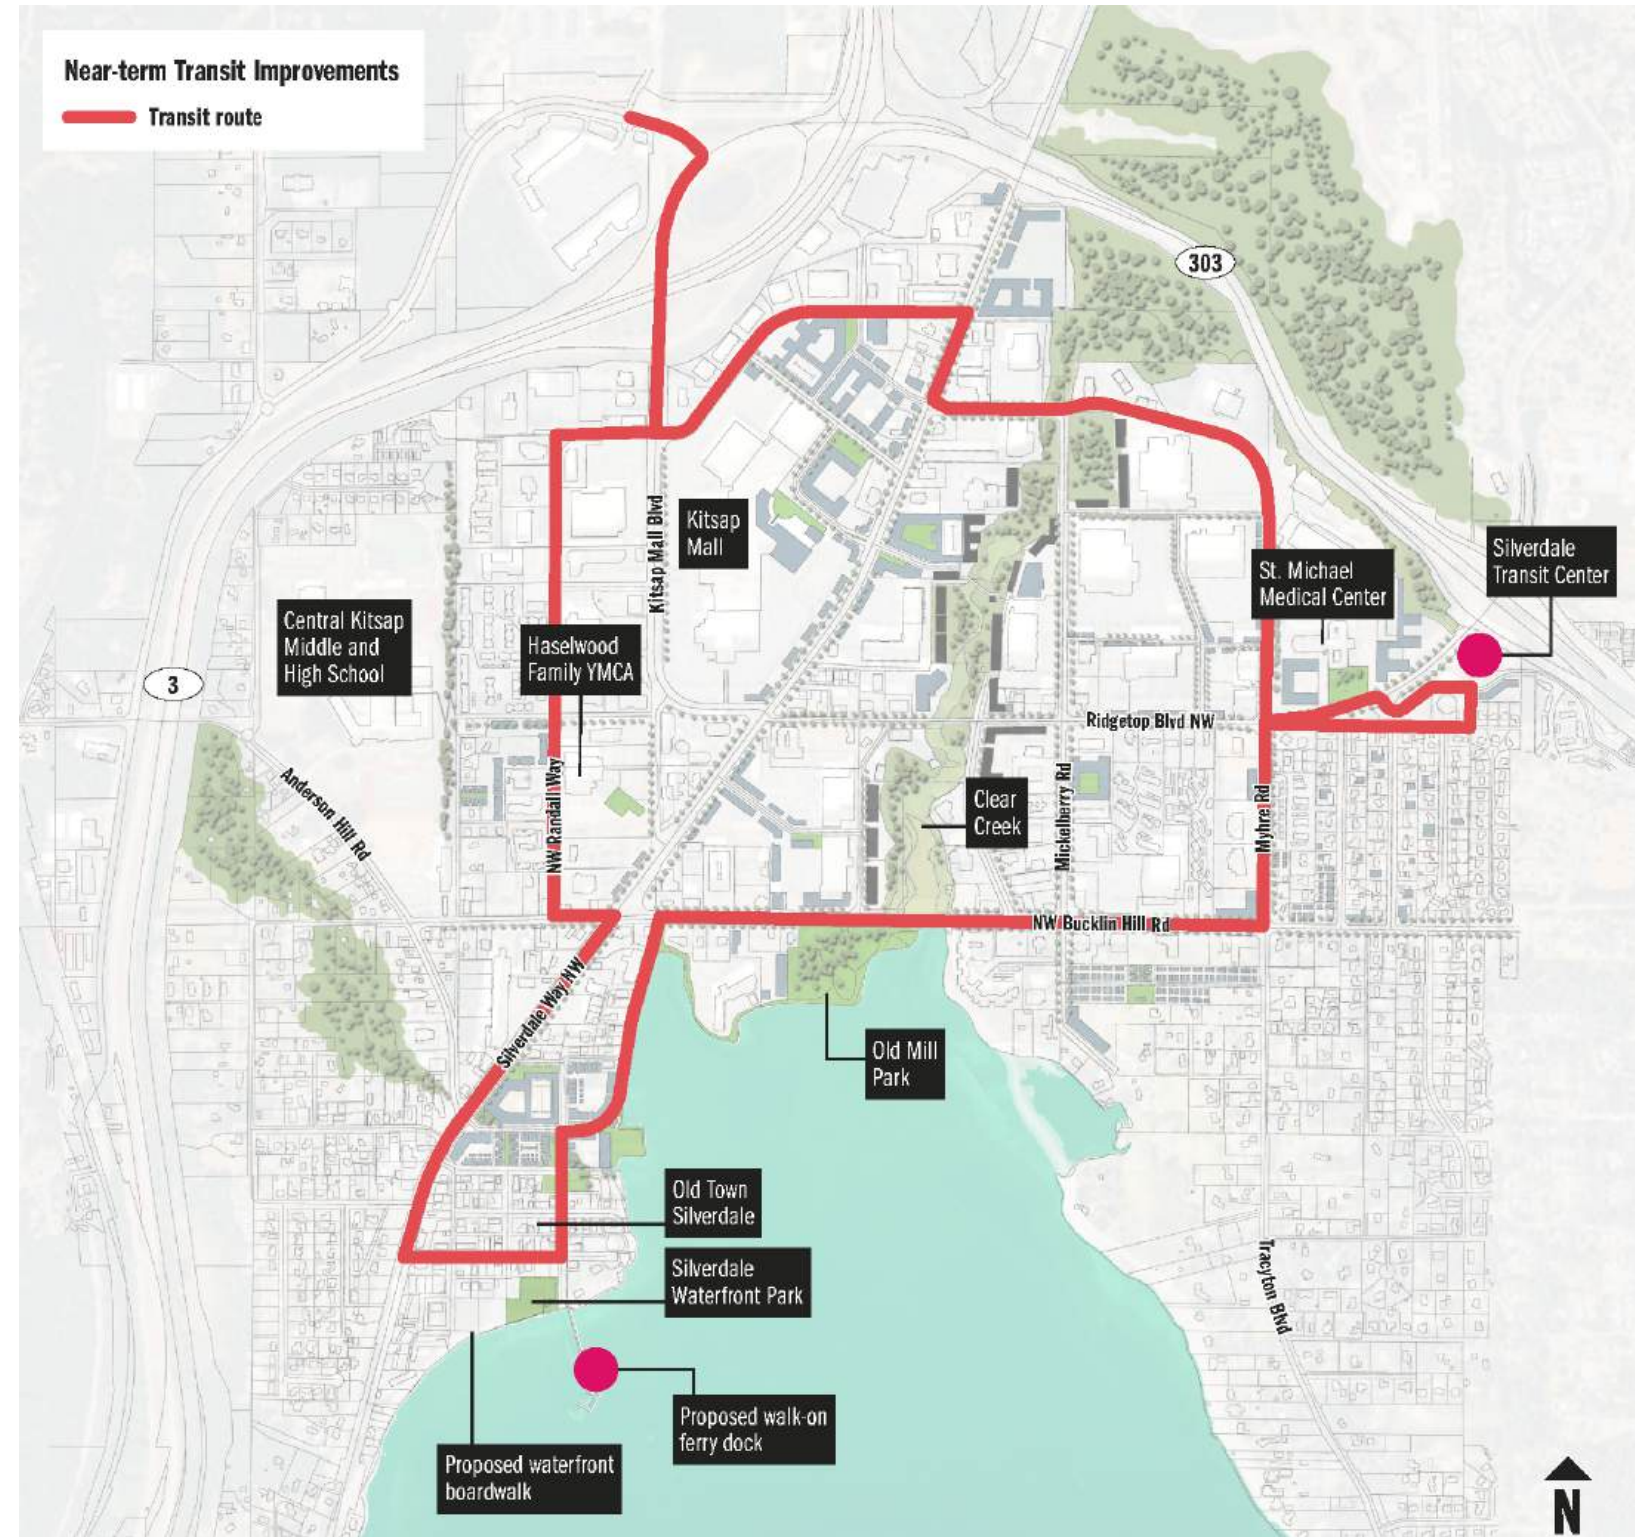 Near-term Transit Improvements
Transit route
303
Kitsap
Mall
Kitsap Mall Blvd
Silverdale
Transit Center
St. Michael
Medical Center
Central Kitsap
Middle and
High School
Haselwood
Family YMCA
3
Ridgetop Blvd NW
Anderson Hill Rd
NW Randall Way
Clear
Creek
Mickelberry Rd
Myhre Rd
NW Bucklin Hill Rd
Silverdale Way NW
Old Mill
Park
Old Town
Silverdale
Silverdale
Waterfront Park
Tracyton Blvd
Proposed walk-on
ferry dock
Proposed waterfront
boardwalk
N